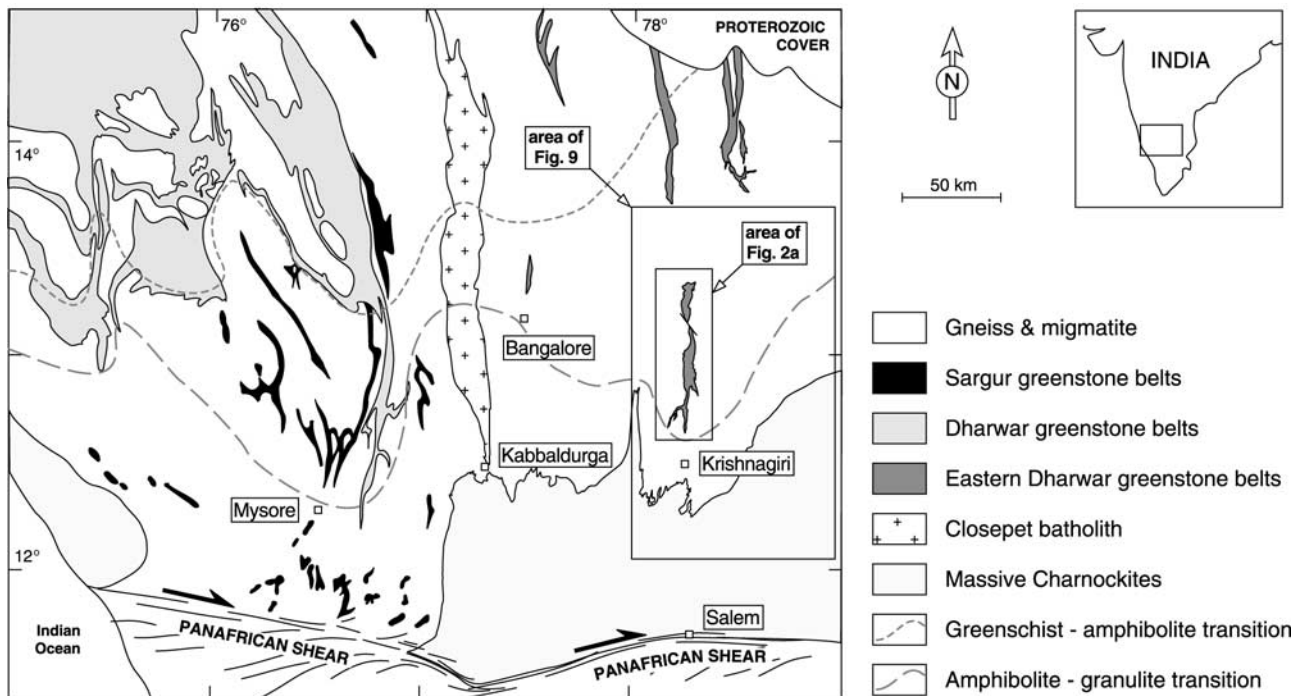 76°
78°
PROTEROZOIC
COVER
14°
12°
area of
Fig. 9
area of
Fig. 2a
Bangalore
Kabbaldurga
Krishnagiri
Mysore
Salem
Indian
Ocean
PANAFRICAN SHEAR
PANAFRICAN SHEAR
N
INDIA
50 km
Gneiss & migmatite
Sargur greenstone belts
Dharwar greenstone belts
Eastern Dharwar greenstone belts
Closepet batholith
Massive Charnockites
Greenschist - amphibolite transition
Amphibolite - granulite transition